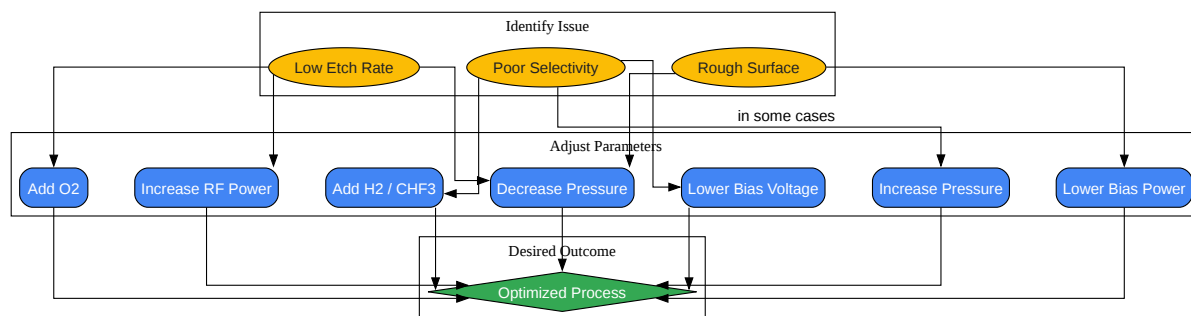 Identify Issue
Low Etch Rate
Poor Selectivity
Rough Surface
in some cases
Adjust Parameters
Add O2
Increase RF Power
Add H2 / CHF3
Decrease Pressure
Lower Bias Voltage
Increase Pressure
Lower Bias Power
Desired Outcome
Optimized Process